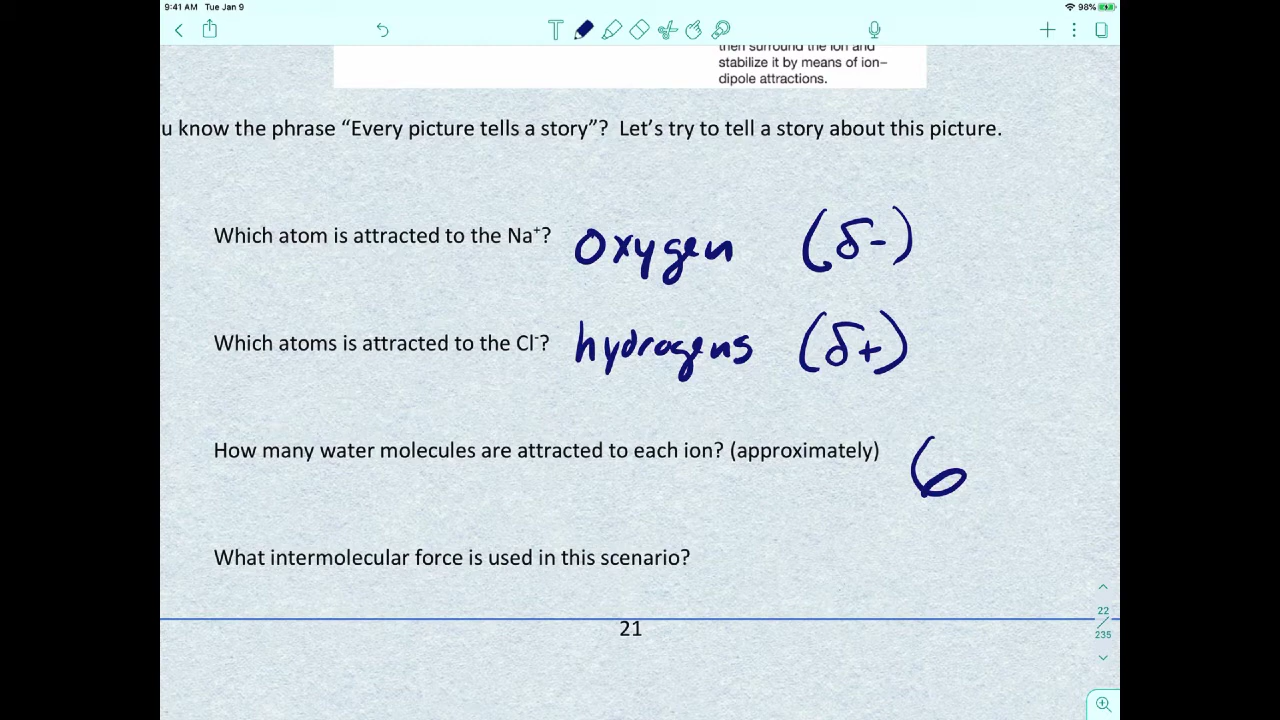 9:41 AM Tue Jan 9
98%
T
then surround the ion and
stabilize it by means of ion–
dipole attractions.
u know the phrase “Every picture tells a story”? Let’s try to tell a story about this picture.
Which atom is attracted to the Na⁺? oxygen (δ-)
Which atoms is attracted to the Cl⁻? hydrogens (δ+)
How many water molecules are attracted to each ion? (approximately) 6
What intermolecular force is used in this scenario?
22
/
235
21